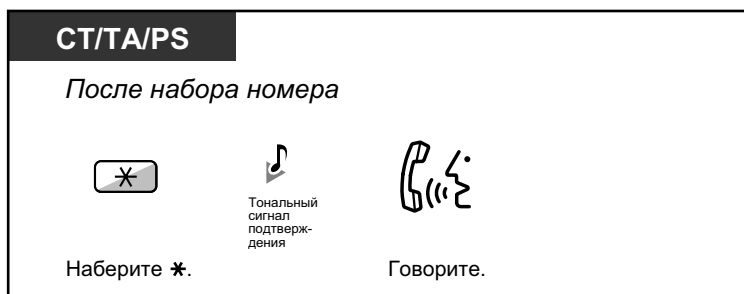 CT/TA/PS
После набора номера
Тональный
сигнал
подтверж-
дения
Наберите *.
Говорите.